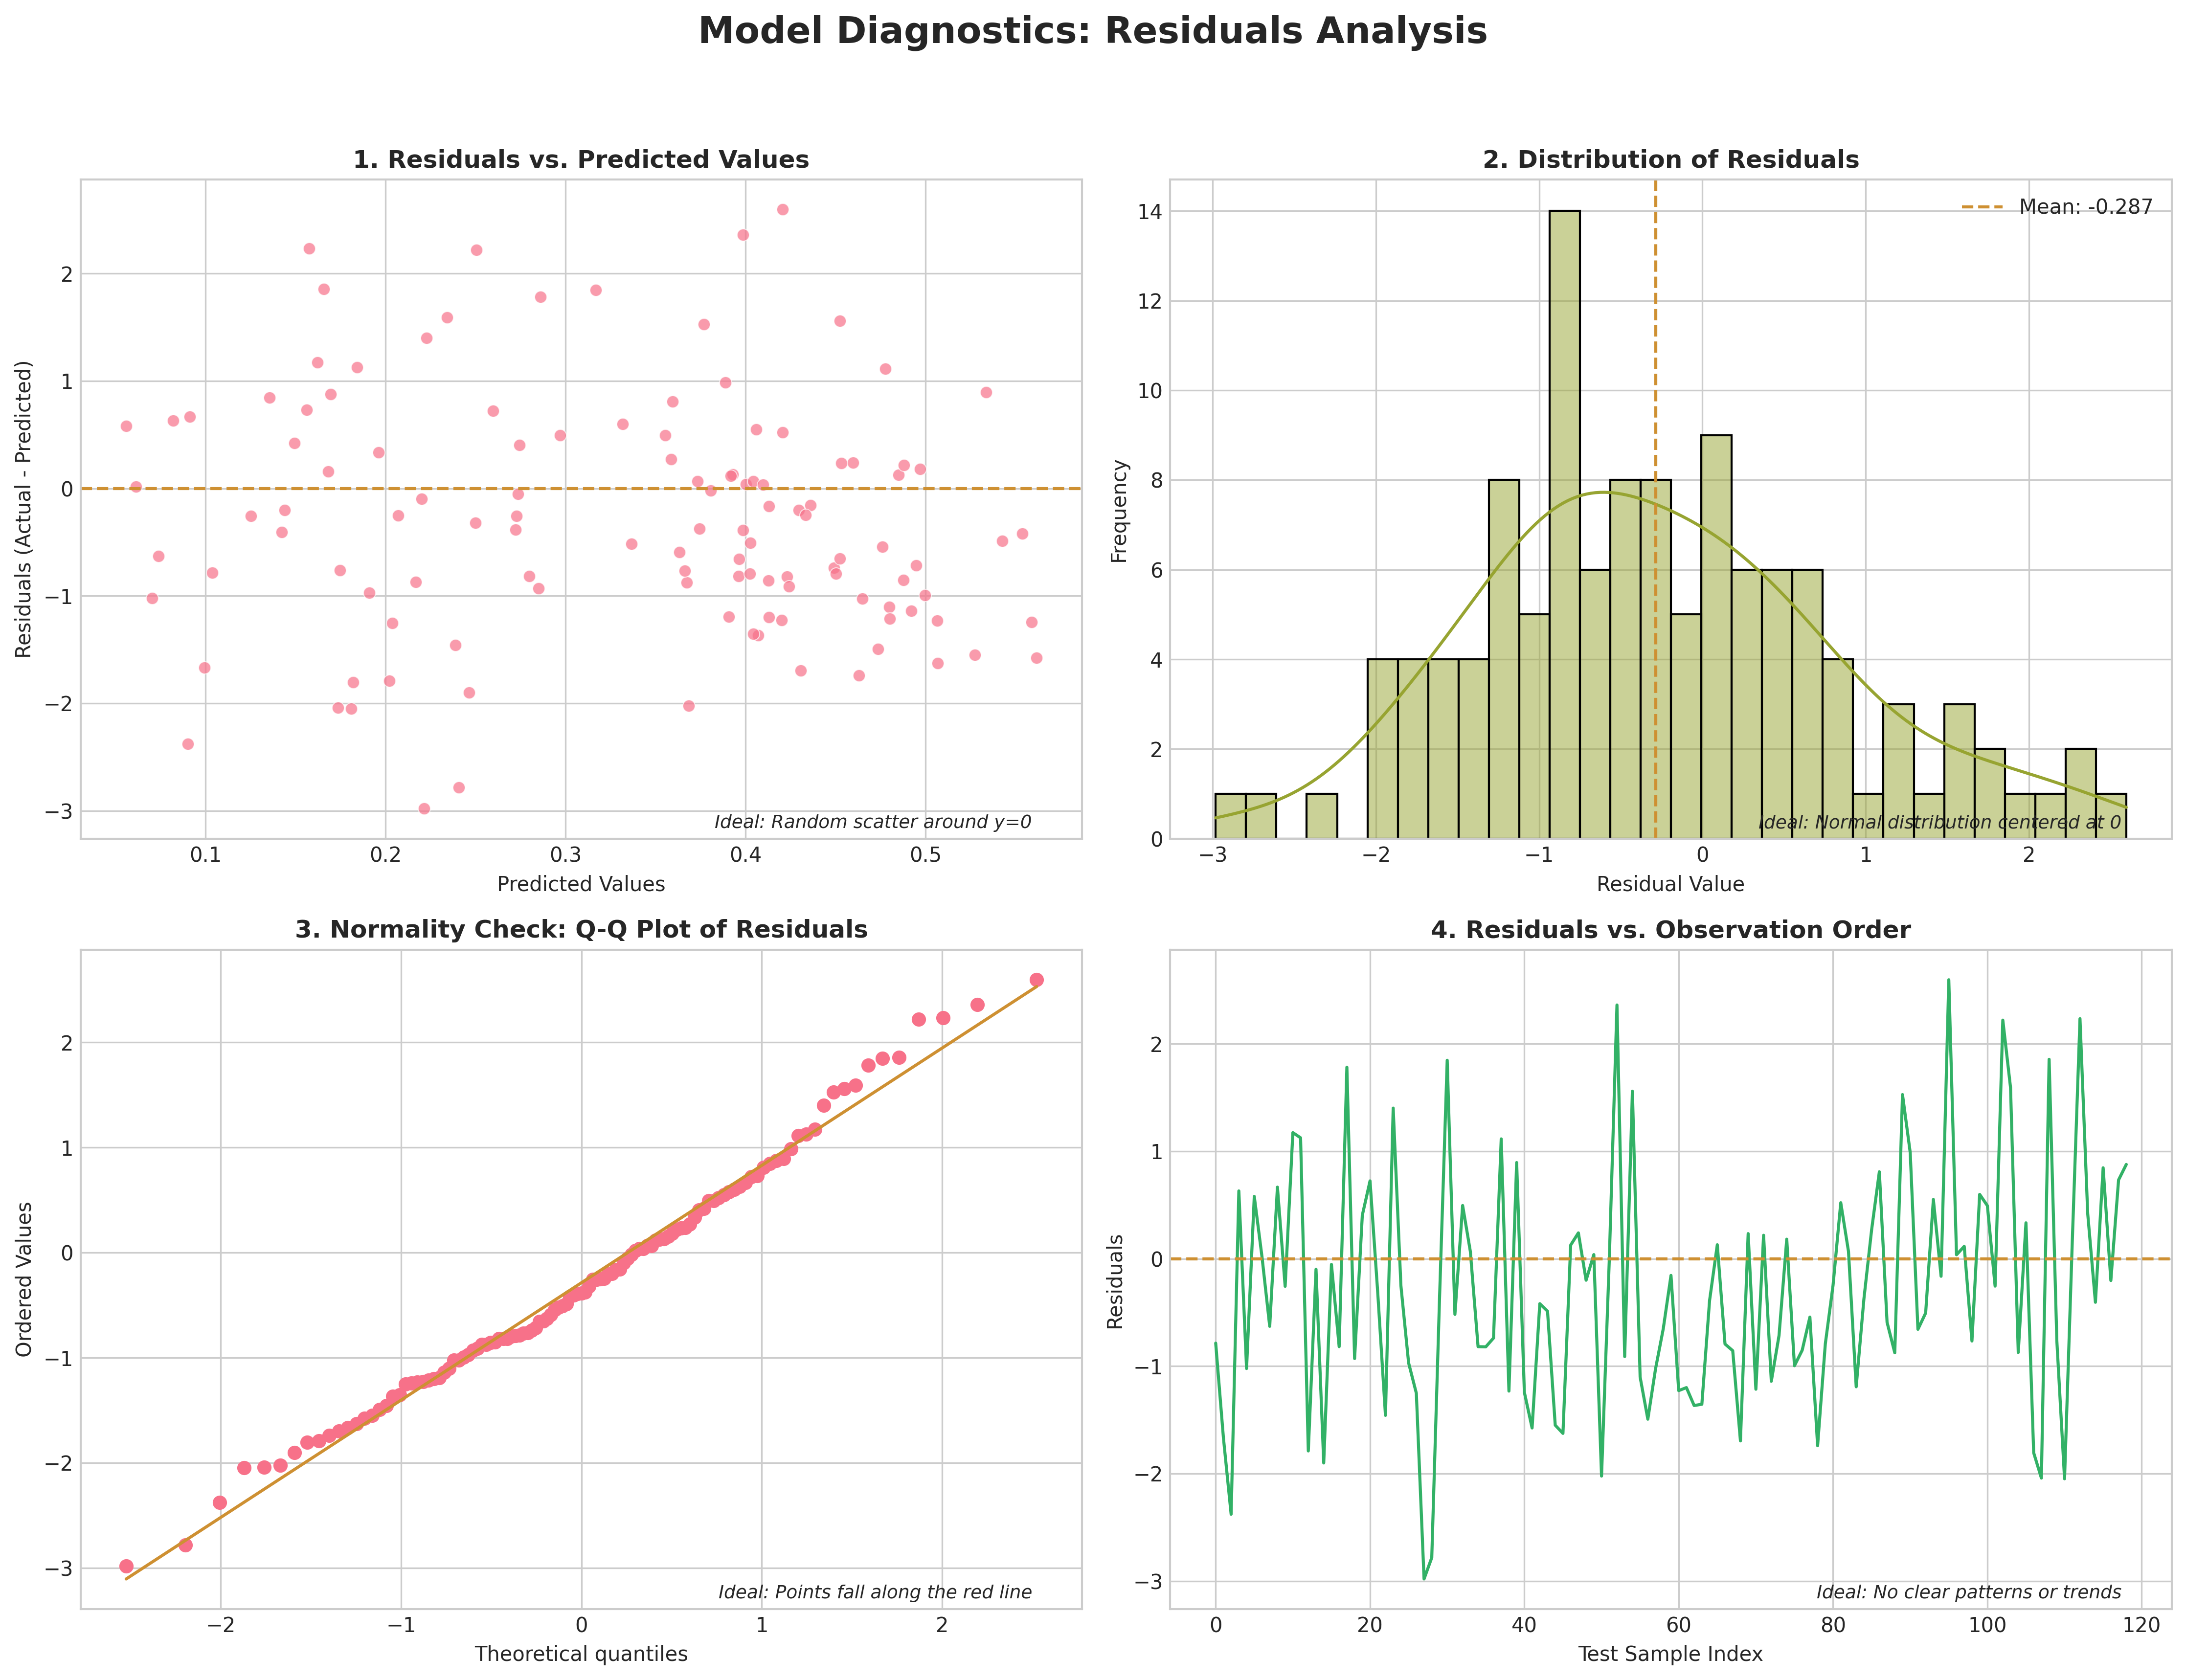 Model Diagnostics: Residuals Analysis
1. Residuals vs. Predicted Values
Residuals (Actual - Predicted)
2
1
0
−1
−2
−3
Ideal: Random scatter around y=0
0.1 0.2 0.3 0.4 0.5
Predicted Values
2. Distribution of Residuals
Mean: -0.287
Frequency
14
12
10
8
6
4
2
0
Ideal: Normal distribution centered at 0
−3 −2 −1 0 1 2
Residual Value
3. Normality Check: Q-Q Plot of Residuals
Ordered Values
2
1
0
−1
−2
−3
Ideal: Points fall along the red line
−2 −1 0 1 2
Theoretical quantiles
4. Residuals vs. Observation Order
Residuals
2
1
0
−1
−2
−3
Ideal: No clear patterns or trends
0 20 40 60 80 100 120
Test Sample Index